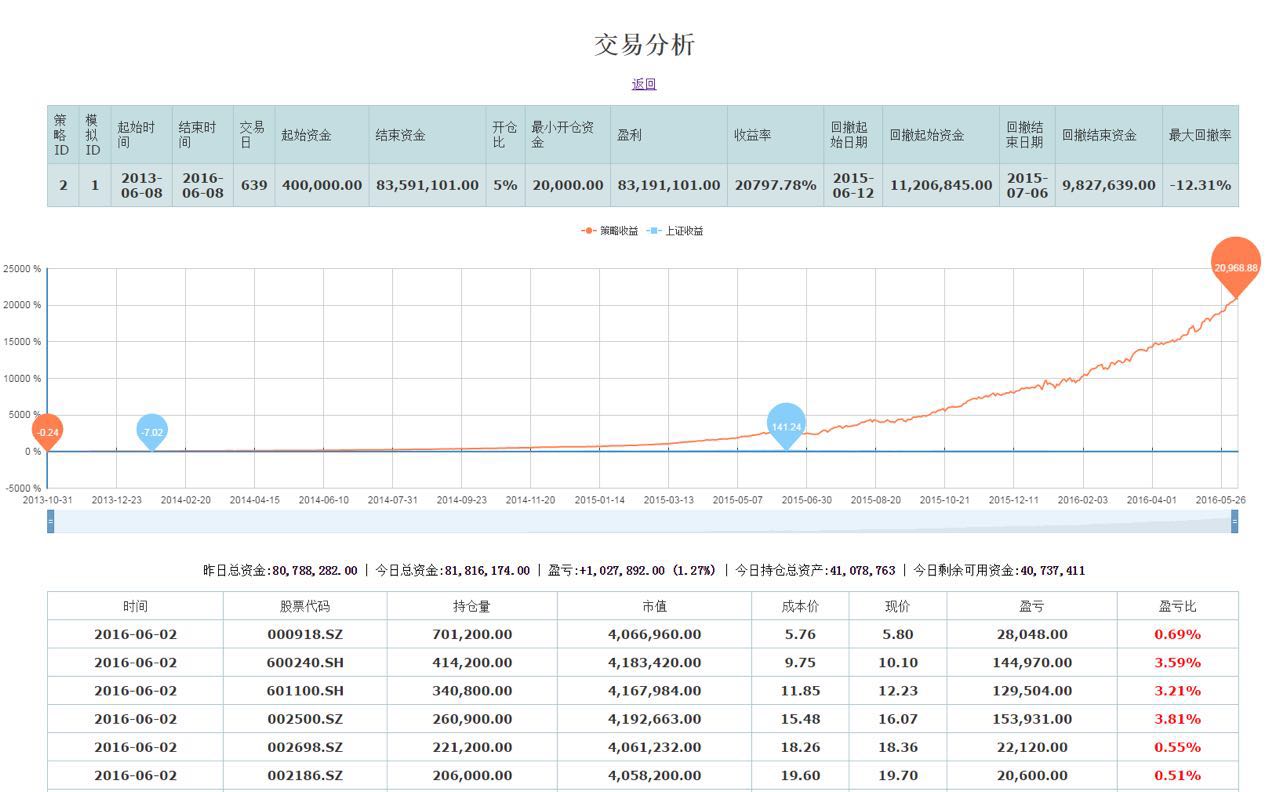 交易分析
返回
策略ID 模拟ID 起始时间 结束时间 交易日 起始资金 结束资金 开仓比 最小开仓资金 盈利 收益率 回撤起始日期 回撤起始资金 回撤结束日期 回撤结束资金 最大回撤率
2 1 2013-06-08 2016-06-08 639 400,000.00 83,591,101.00 5% 20,000.00 83,191,101.00 20797.78% 2015-06-12 11,206,845.00 2015-07-06 9,827,639.00 -12.31%
策略收益 上证收益
20,968.88
25000 %
20000 %
15000 %
10000 %
5000 %
-0.24 -7.02 141.24
0 %
-5000 %
2013-10-31 2013-12-23 2014-02-20 2014-04-15 2014-06-10 2014-07-31 2014-09-23 2014-11-20 2015-01-14 2015-03-13 2015-05-07 2015-06-30 2015-08-20 2015-10-21 2015-12-11 2016-02-03 2016-04-01 2016-05-26
昨日总资金:80,788,282.00 | 今日总资金:81,816,174.00 | 盈亏:+1,027,892.00 (1.27%) | 今日持仓总资产:41,078,763 | 今日剩余可用资金:40,737,411
时间 股票代码 持仓量 市值 成本价 现价 盈亏 盈亏比
2016-06-02 000918.SZ 701,200.00 4,066,960.00 5.76 5.80 28,048.00 0.69%
2016-06-02 600240.SH 414,200.00 4,183,420.00 9.75 10.10 144,970.00 3.59%
2016-06-02 601100.SH 340,800.00 4,167,984.00 11.85 12.23 129,504.00 3.21%
2016-06-02 002500.SZ 260,900.00 4,192,663.00 15.48 16.07 153,931.00 3.81%
2016-06-02 002698.SZ 221,200.00 4,061,232.00 18.26 18.36 22,120.00 0.55%
2016-06-02 002186.SZ 206,000.00 4,058,200.00 19.60 19.70 20,600.00 0.51%